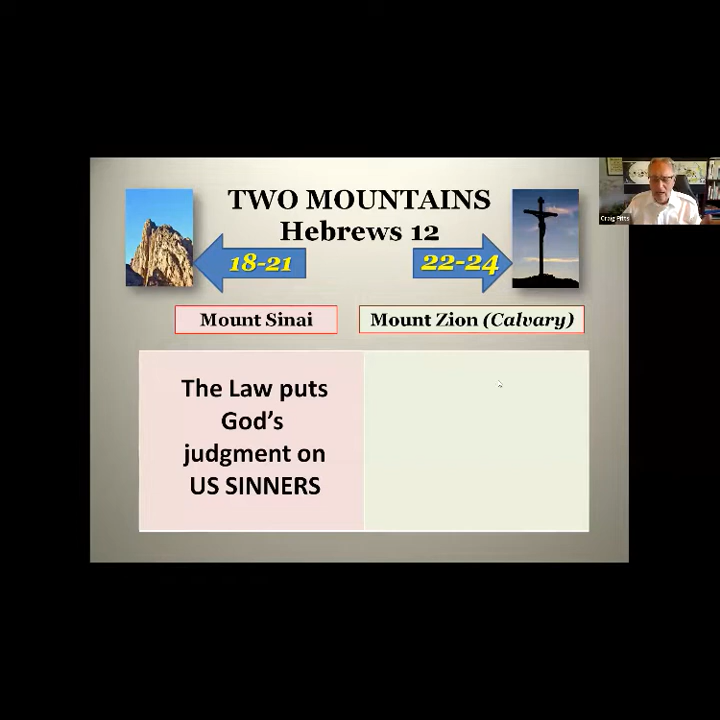 TWO MOUNTAINS
Hebrews 12
18-21
22-24
Mount Sinai
Mount Zion (Calvary)
The Law puts
God's
judgment on
US SINNERS
Craig Pitts